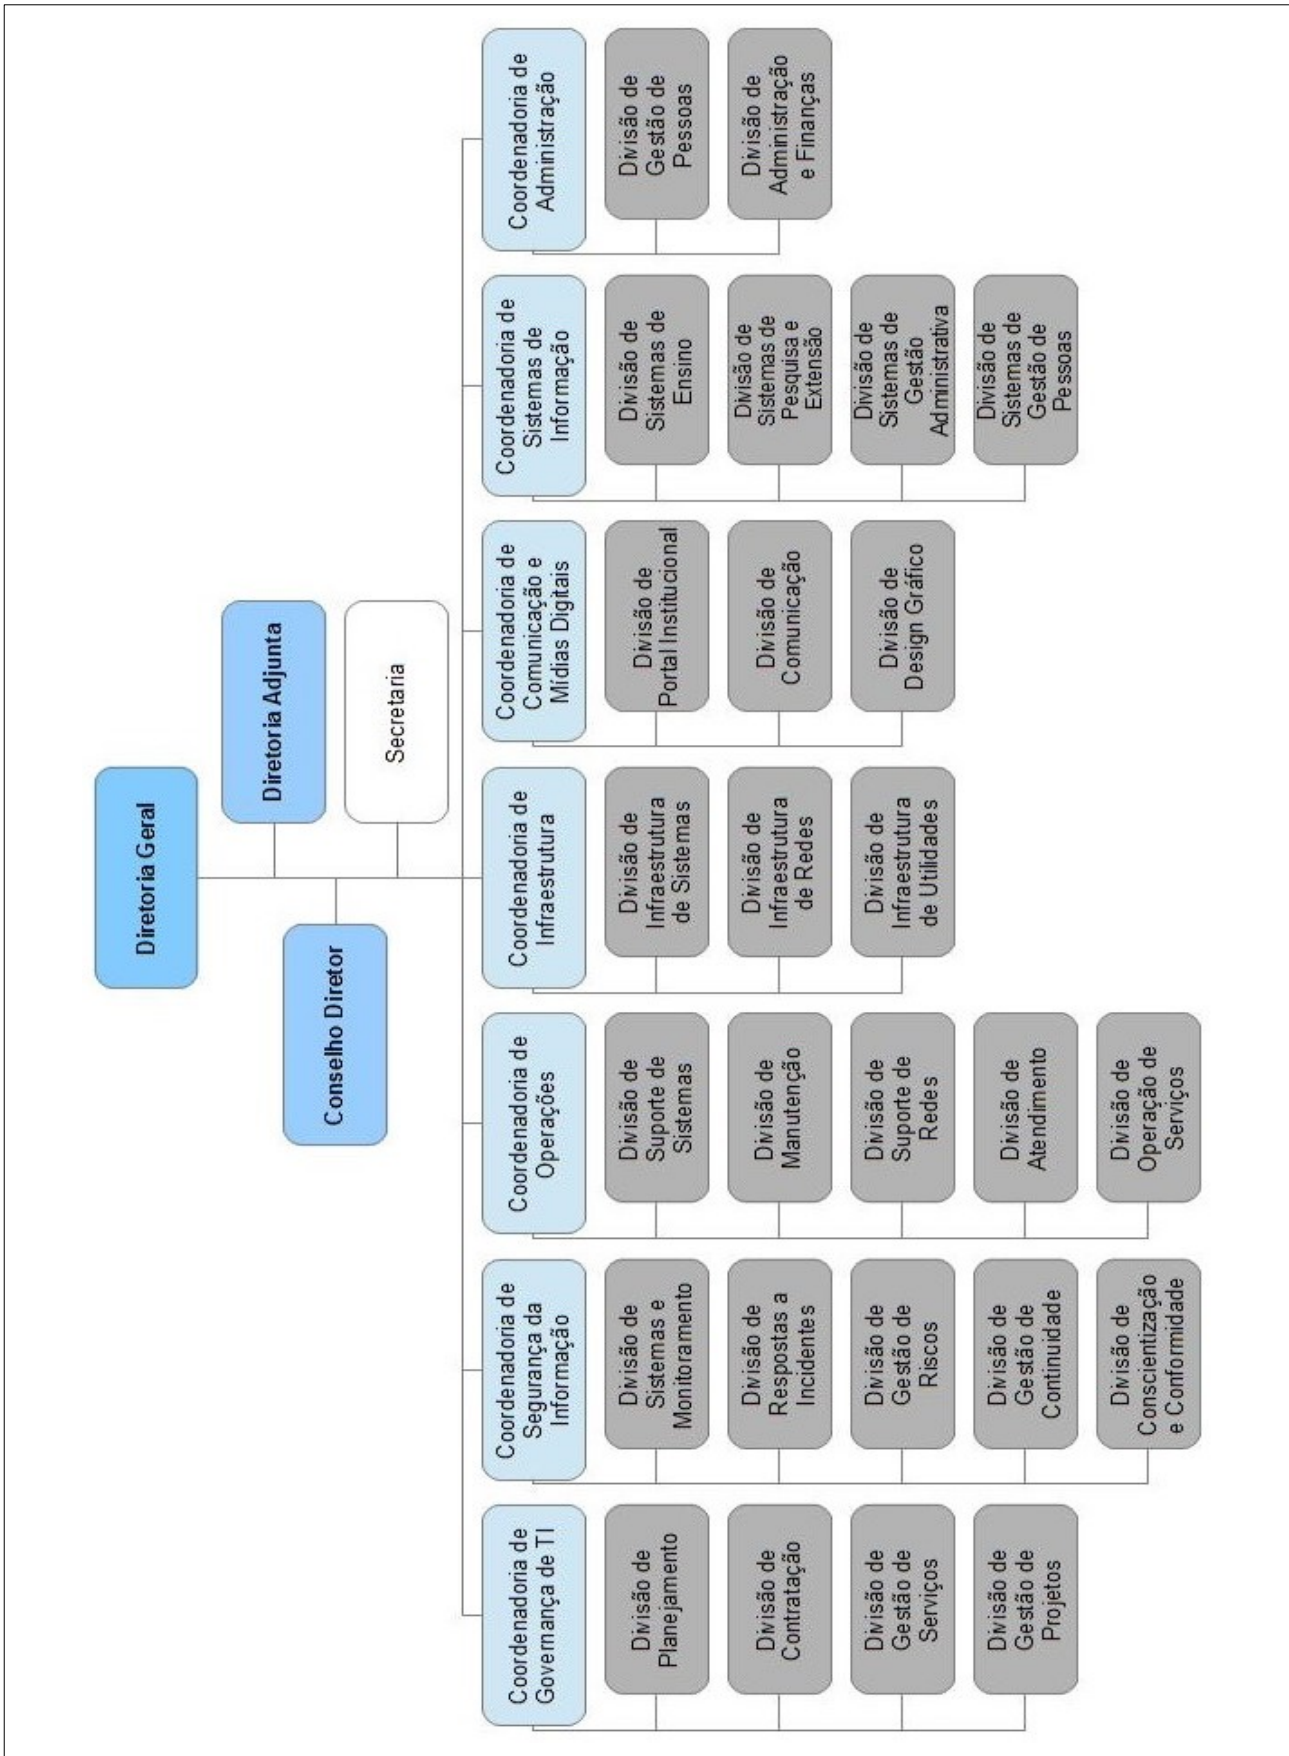 Diretoria Geral
Diretoria Adjunta
Conselho Diretor
Secretaria
Coordenadoria de
Governança de TI
Divisão de
Planejamento
Divisão de
Contratação
Divisão de
Gestão de
Serviços
Divisão de
Gestão de
Projetos
Coordenadoria de
Segurança da
Informação
Divisão de
Sistemas e
Monitoramento
Divisão de
Respostas a
Incidentes
Divisão de
Gestão de
Riscos
Divisão de
Gestão de
Continuidade
Divisão de
Conscientização
e Conformidade
Coordenadoria de
Operações
Divisão de
Suporte de
Sistemas
Divisão de
Manutenção
Divisão de
Suporte de
Redes
Divisão de
Atendimento
Divisão de
Operação de
Serviços
Coordenadoria de
Infraestrutura
Divisão de
Infraestrutura
de Sistemas
Divisão de
Infraestrutura
de Redes
Divisão de
Infraestrutura
de Utilidades
Coordenadoria de
Comunicação e
Mídias Digitais
Divisão de
Portal Institucional
Divisão de
Comunicação
Divisão de
Design Gráfico
Coordenadoria de
Sistemas de
Informação
Divisão de
Sistemas de
Ensino
Divisão de
Sistemas de
Pesquisa e
Extensão
Divisão de
Sistemas de
Gestão
Administrativa
Divisão de
Sistemas de
Gestão de
Pessoas
Coordenadoria de
Administração
Divisão de
Gestão de
Pessoas
Divisão de
Administração
e Finanças